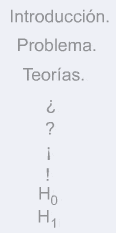 Introducción.
Problema.
Teorías.
¿
?
¡
!
H₀
H₁